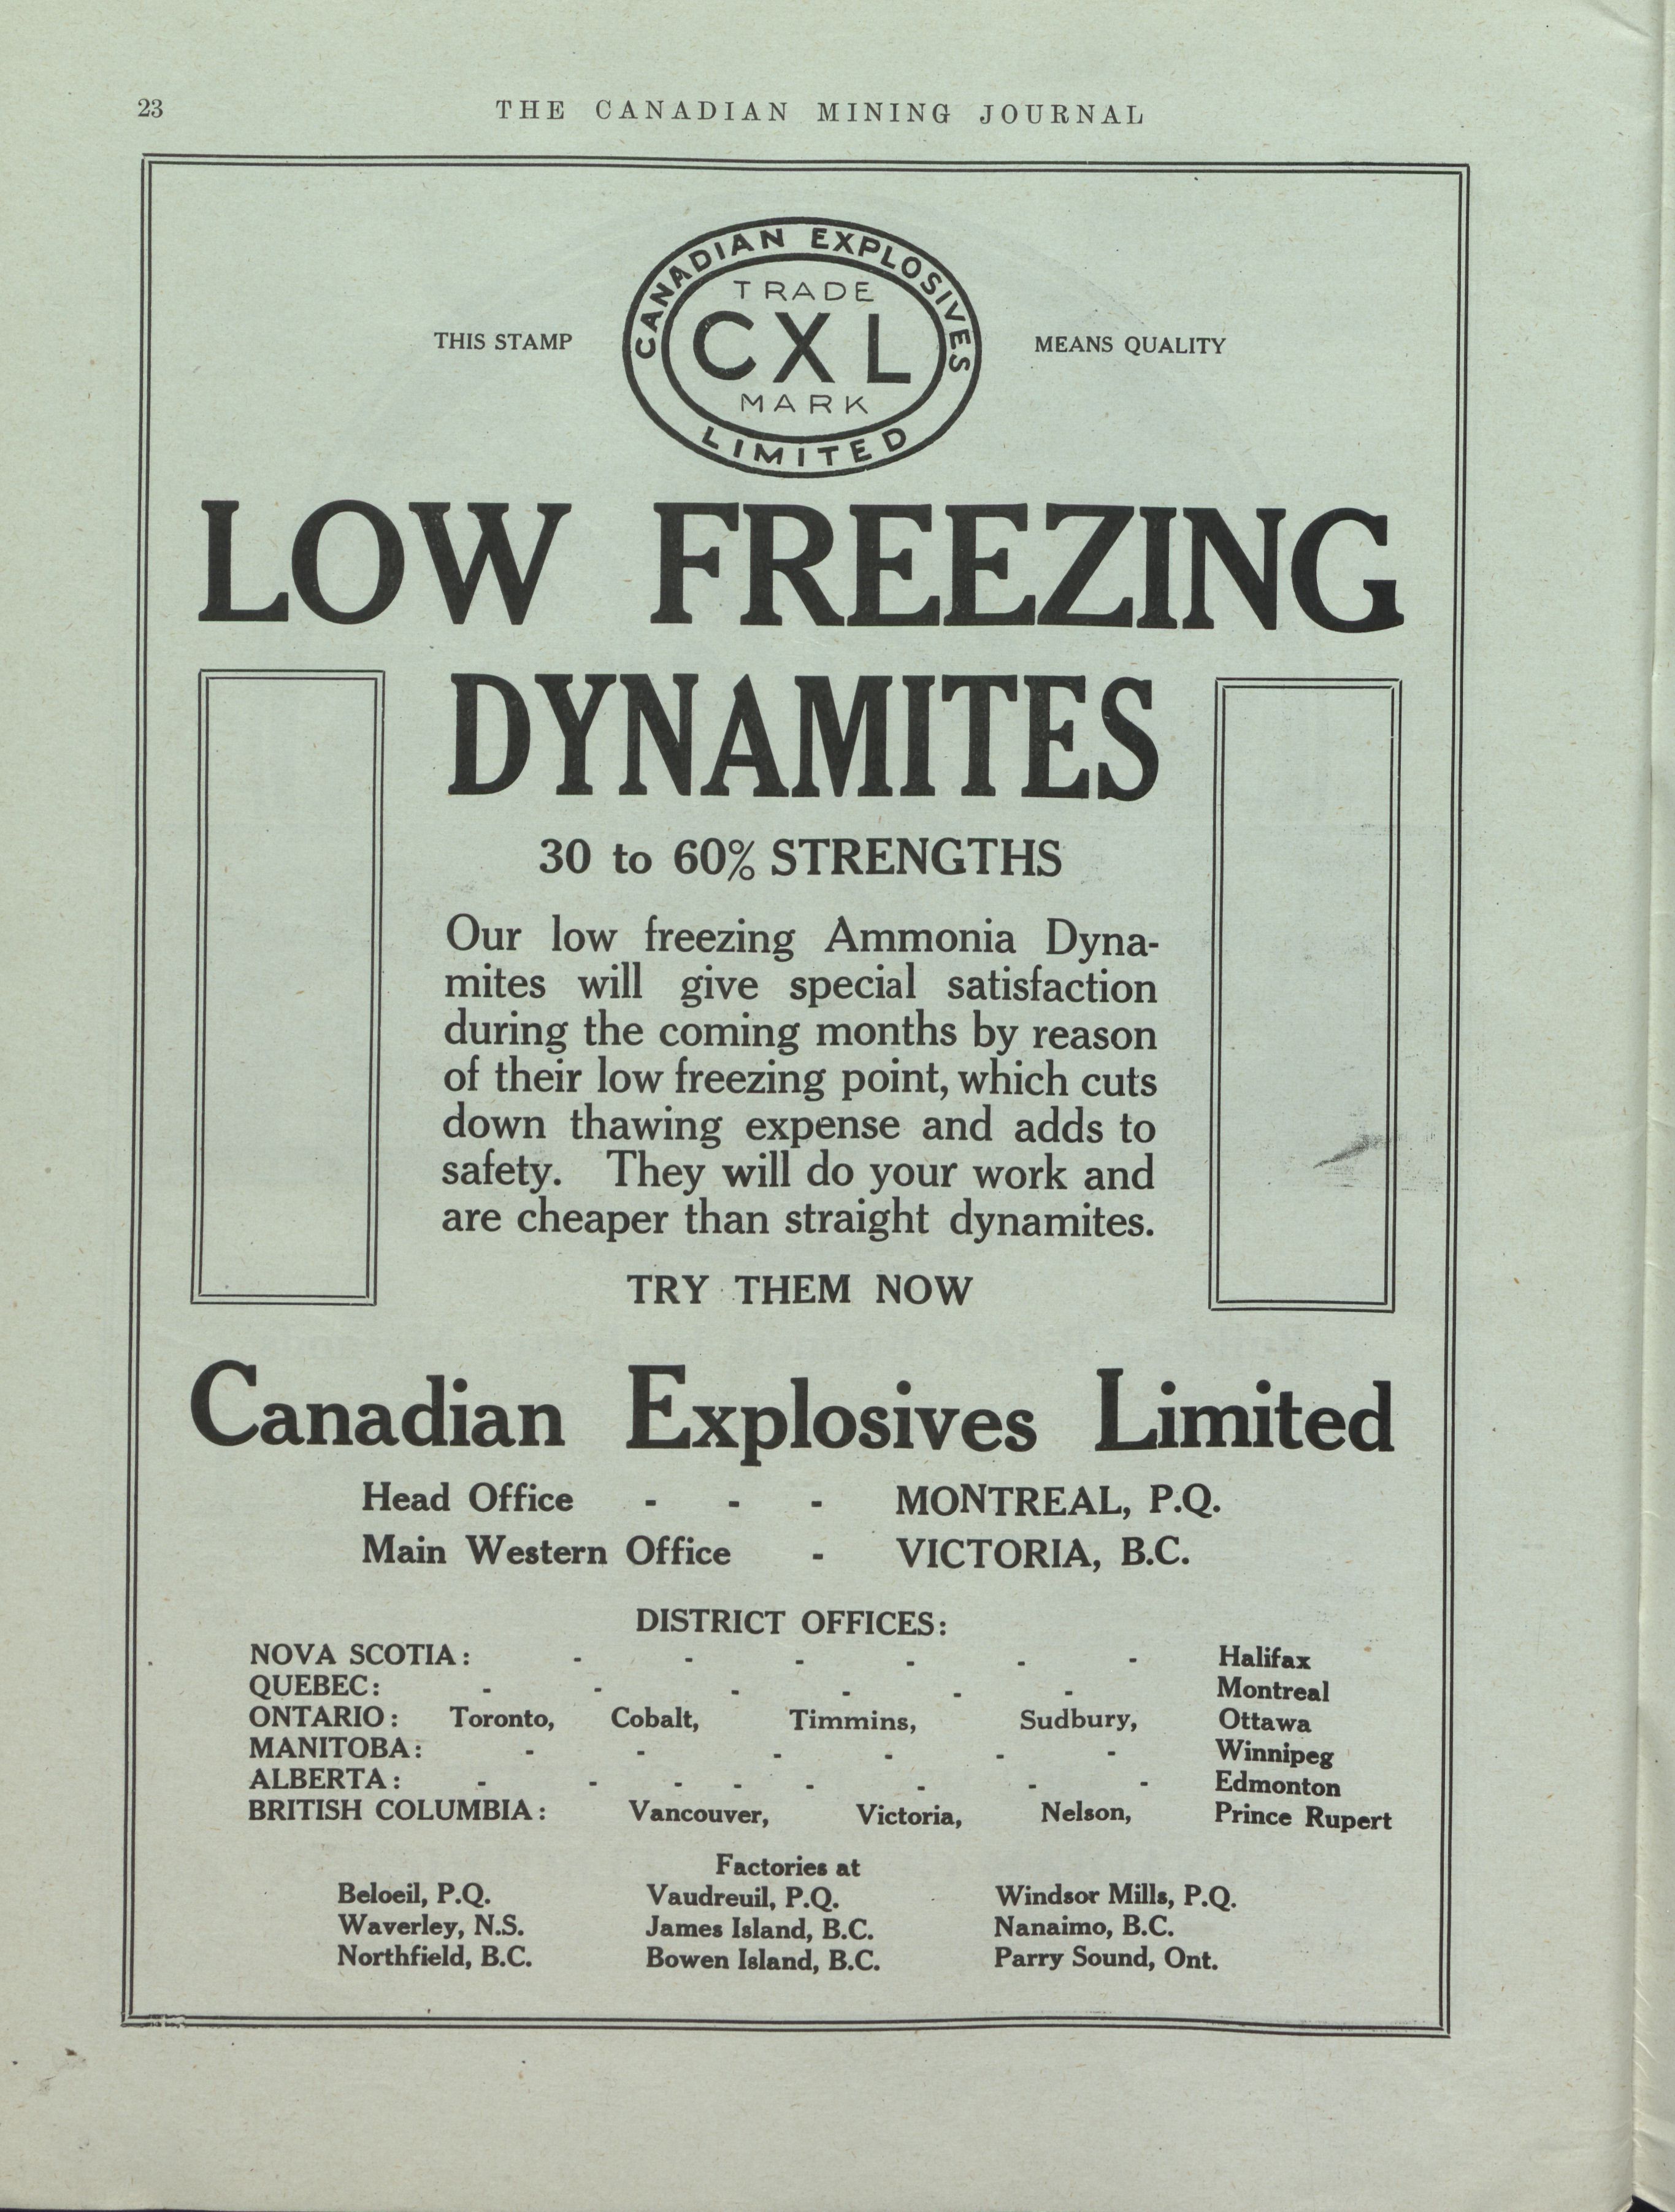 23 THE CANADIAN MINING JOURNAL
CANADIAN EXPLOSIVES
TRADE
THIS STAMP CXL MEANS QUALITY
MARK
LIMITED
LOW FREEZING
DYNAMITES
30 to 60% STRENGTHS
Our low freezing Ammonia Dyna-
mites will give special satisfaction
during the coming months by reason
of their low freezing point, which cuts
down thawing expense and adds to
safety. They will do your work and
are cheaper than straight dynamites.
TRY THEM NOW
Canadian Explosives Limited
Head Office - - - MONTREAL, P.Q.
Main Western Office - VICTORIA, B.C.
DISTRICT OFFICES:
NOVA SCOTIA: - - - - - - Halifax
QUEBEC: - - - - - - Montreal
ONTARIO: Toronto, Cobalt, Timmins, Sudbury, Ottawa
MANITOBA: - - - - - - Winnipeg
ALBERTA: - - - - - - - - Edmonton
BRITISH COLUMBIA: Vancouver, Victoria, Nelson, Prince Rupert
Factories at
Beloeil, P.Q. Vaudreuil, P.Q. Windsor Mills, P.Q.
Waverley, N.S. James Island, B.C. Nanaimo, B.C.
Northfield, B.C. Bowen Island, B.C. Parry Sound, Ont.